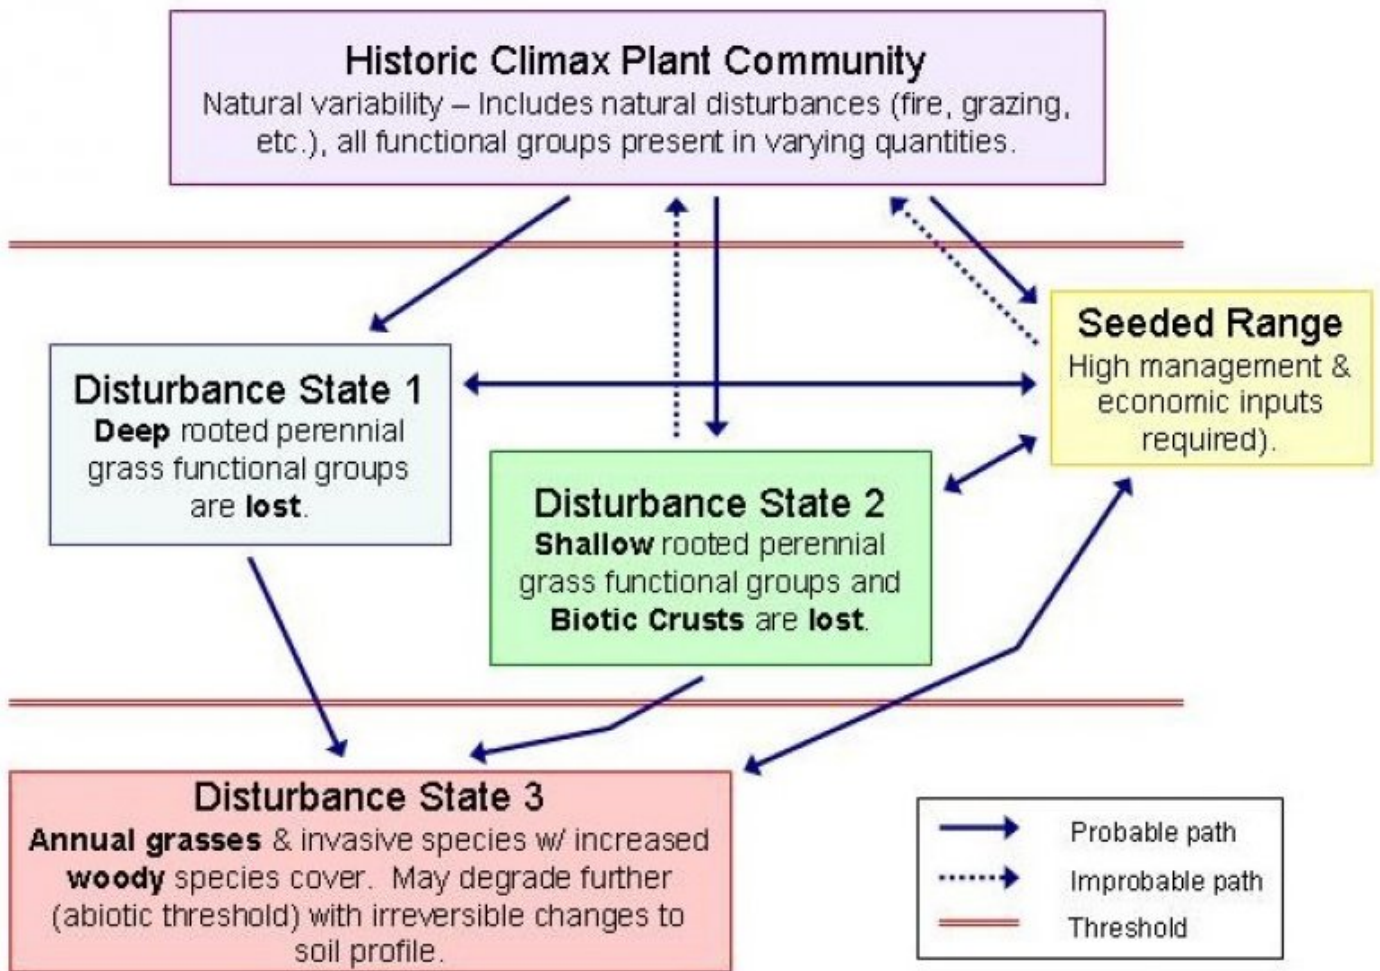 Historic Climax Plant Community
Natural variability – Includes natural disturbances (fire, grazing,
etc.), all functional groups present in varying quantities.
Seeded Range
High management &
economic inputs
required).
Disturbance State 1
Deep rooted perennial
grass functional groups
are lost.
Disturbance State 2
Shallow rooted perennial
grass functional groups and
Biotic Crusts are lost.
Disturbance State 3
Annual grasses & invasive species w/ increased
woody species cover. May degrade further
(abiotic threshold) with irreversible changes to
soil profile.
Probable path
Improbable path
Threshold